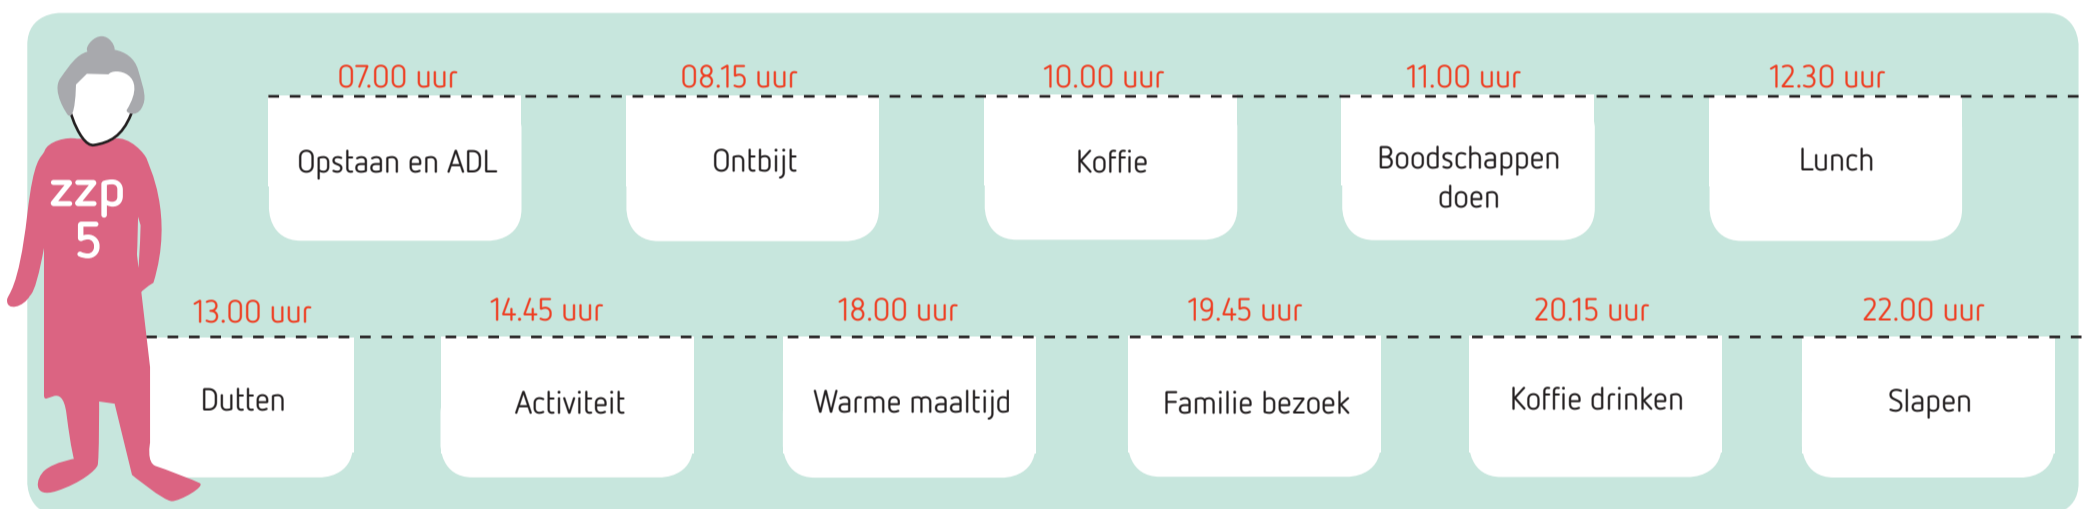 zzp
5
07.00 uur
Opstaan en ADL
08.15 uur
Ontbijt
10.00 uur
Koffie
11.00 uur
Boodschappen
doen
12.30 uur
Lunch
13.00 uur
Dutten
14.45 uur
Activiteit
18.00 uur
Warme maaltijd
19.45 uur
Familie bezoek
20.15 uur
Koffie drinken
22.00 uur
Slapen